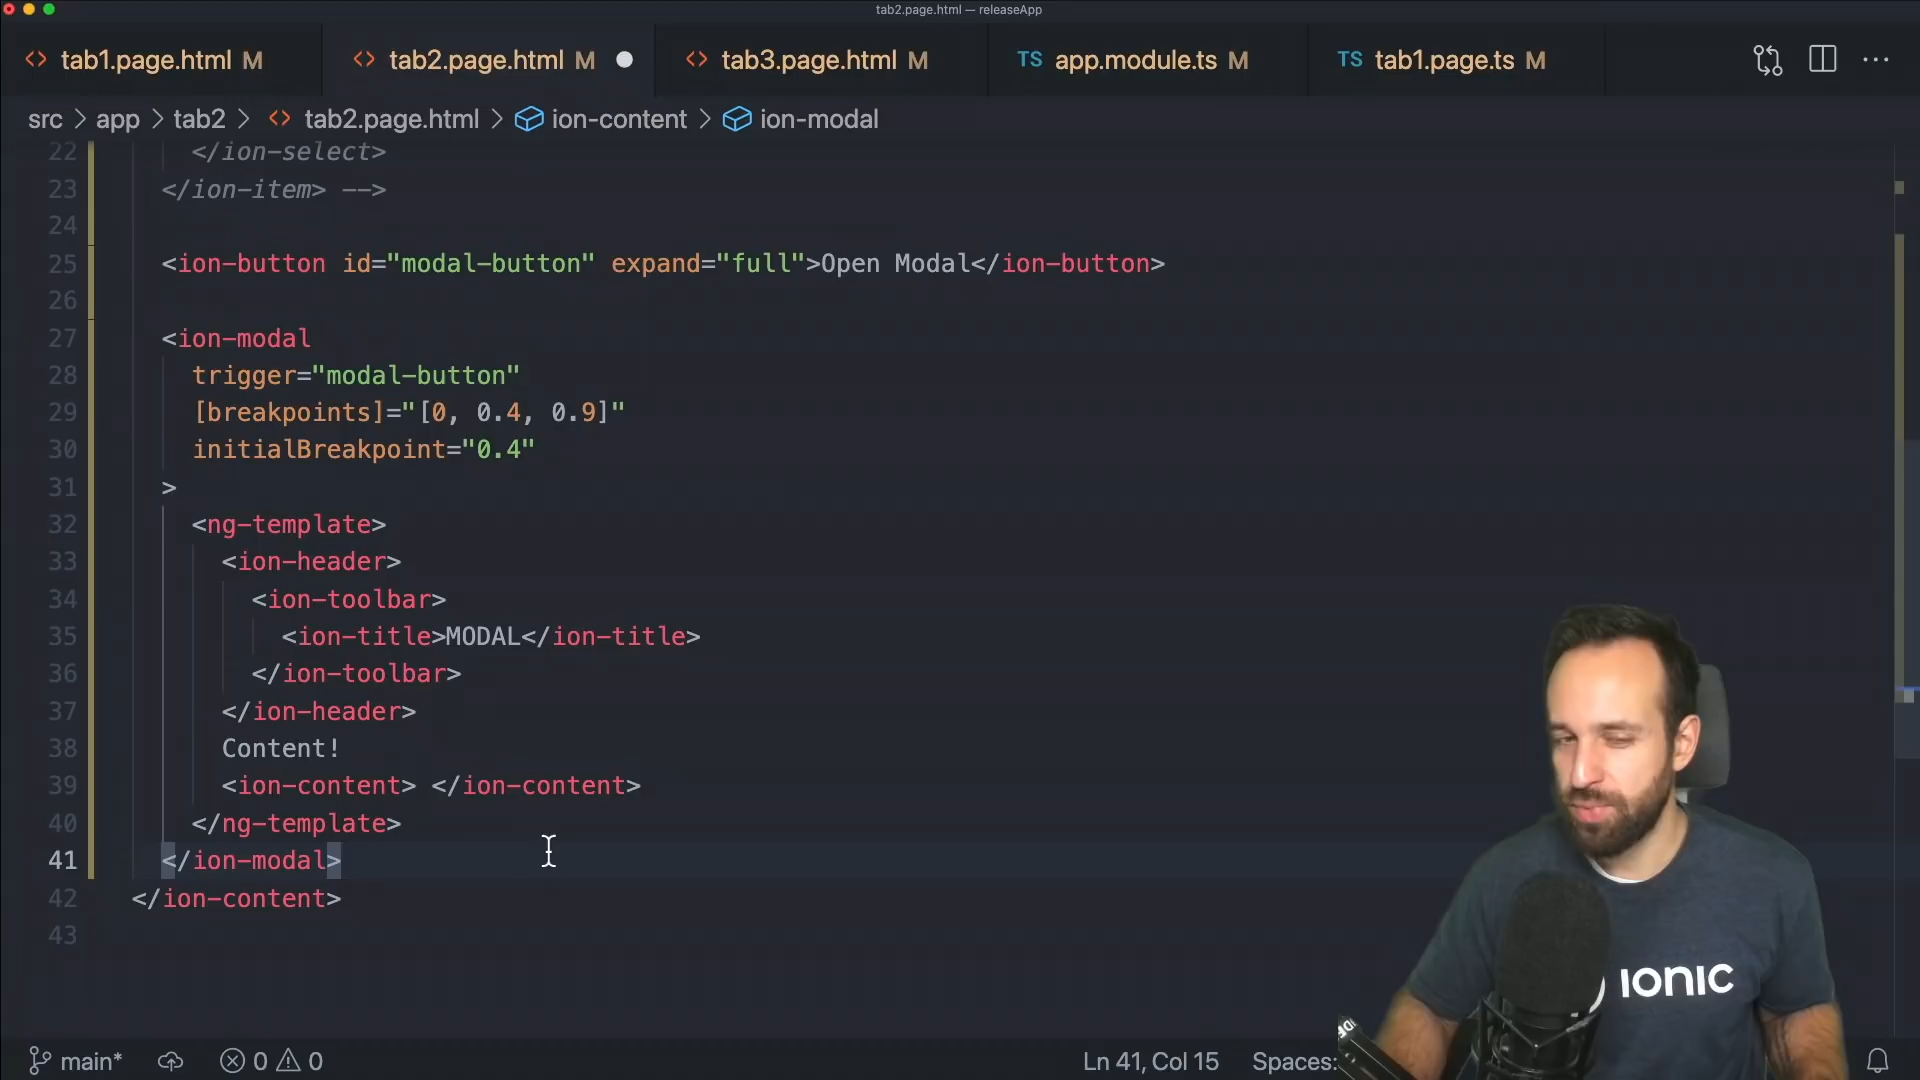 tab2.page.html — releaseApp
tab1.page.html M
tab2.page.html M
tab3.page.html M
TS app.module.ts M
TS tab1.page.ts M
src > app > tab2 > <> tab2.page.html > ion-content > ion-modal
22 </ion-select>
23 </ion-item> -->
24
25 <ion-button id="modal-button" expand="full">Open Modal</ion-button>
26
27 <ion-modal
28 trigger="modal-button"
29 [breakpoints]="[0, 0.4, 0.9]"
30 initialBreakpoint="0.4"
31 >
32 <ng-template>
33 <ion-header>
34 <ion-toolbar>
35 <ion-title>MODAL</ion-title>
36 </ion-toolbar>
37 </ion-header>
38 Content!
39 <ion-content> </ion-content>
40 </ng-template>
41 </ion-modal>
42 </ion-content>
43
IONIC
main* 0 0 Ln 41, Col 15 Spaces: